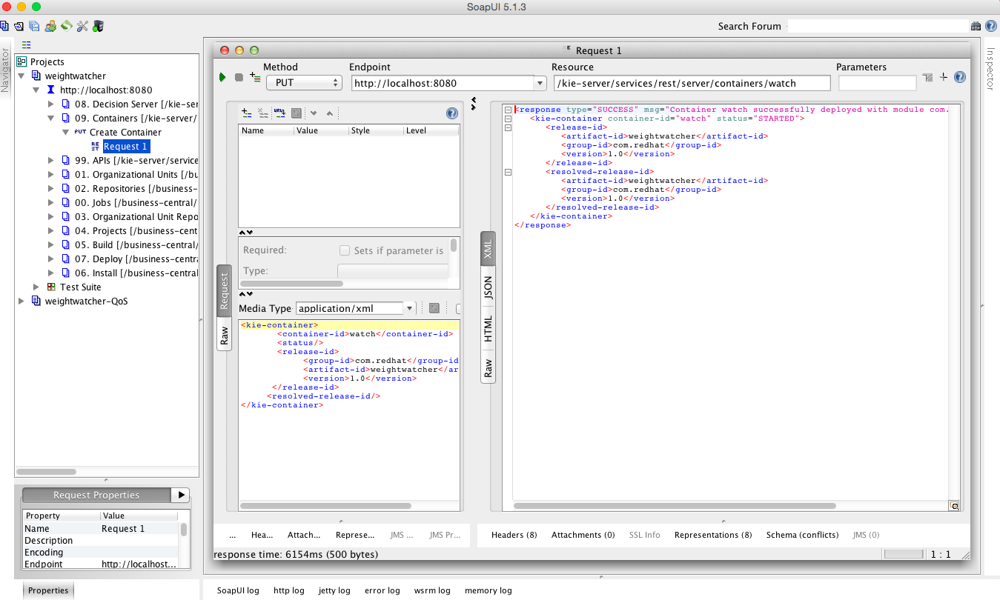 SoapUI 5.1.3
Search Forum
Navigator
Inspector
Projects
weightwatcher
http://localhost:8080
08. Decision Server [/kie-ser
09. Containers [/kie-server/
PUT Create Container
REST Request 1
99. APIs [/kie-server/service
01. Organizational Units [/bu
02. Repositories [/business-
00. Jobs [/business-central/
03. Organizational Unit Repo
04. Projects [/business-cent
05. Build [/business-central/
07. Deploy [/business-centra
06. Install [/business-central
Test Suite
weightwatcher-QoS
Request Properties
Property Value
Name Request 1
Description
Encoding
Endpoint http://localhost...
Properties
Request 1
Method Endpoint Resource Parameters
PUT http://localhost:8080 /kie-server/services/rest/server/containers/watch
Name Value Style Level
Required: Sets if parameter is
Type:
Request
Raw
Media Type application/xml
<kie-container>
<container-id>watch</container-id>
<status/>
<release-id>
<group-id>com.redhat</group-id
<artifact-id>weightwatcher</ar
<version>1.0</version>
</release-id>
<resolved-release-id/>
</kie-container>
XML
JSON
HTML
Raw
<response type="SUCCESS" msg="Container watch successfully deployed with module com.
<kie-container container-id="watch" status="STARTED">
<release-id>
<artifact-id>weightwatcher</artifact-id>
<group-id>com.redhat</group-id>
<version>1.0</version>
</release-id>
<resolved-release-id>
<artifact-id>weightwatcher</artifact-id>
<group-id>com.redhat</group-id>
<version>1.0</version>
</resolved-release-id>
</kie-container>
</response>
... Hea... Attach... Represe... JMS ... JMS Pr...
Headers (8) Attachments (0) SSL Info Representations (8) Schema (conflicts) JMS (0)
response time: 6154ms (500 bytes)
1 : 1
SoapUI log http log jetty log error log wsrm log memory log